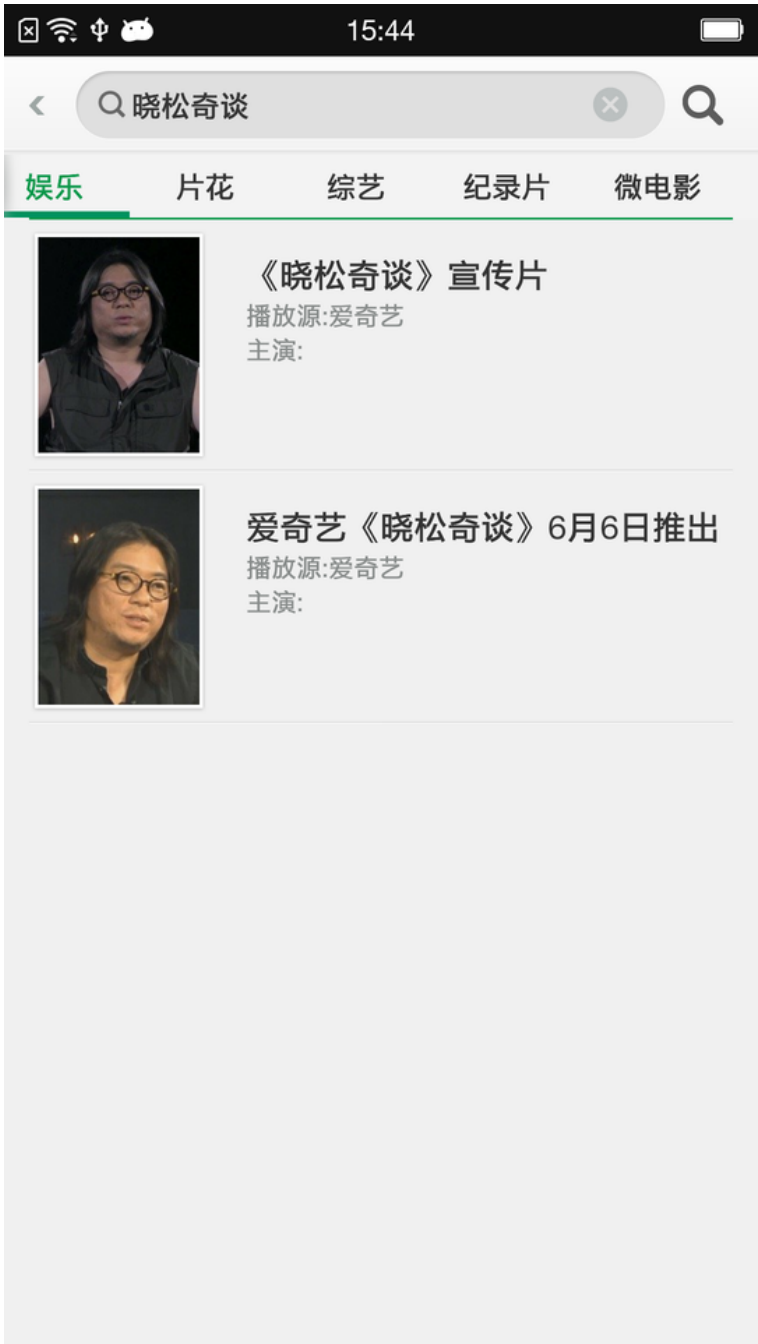 15:44
晓松奇谈
娱乐 片花 综艺 纪录片 微电影
《晓松奇谈》宣传片
播放源:爱奇艺
主演:
爱奇艺《晓松奇谈》6月6日推出
播放源:爱奇艺
主演: